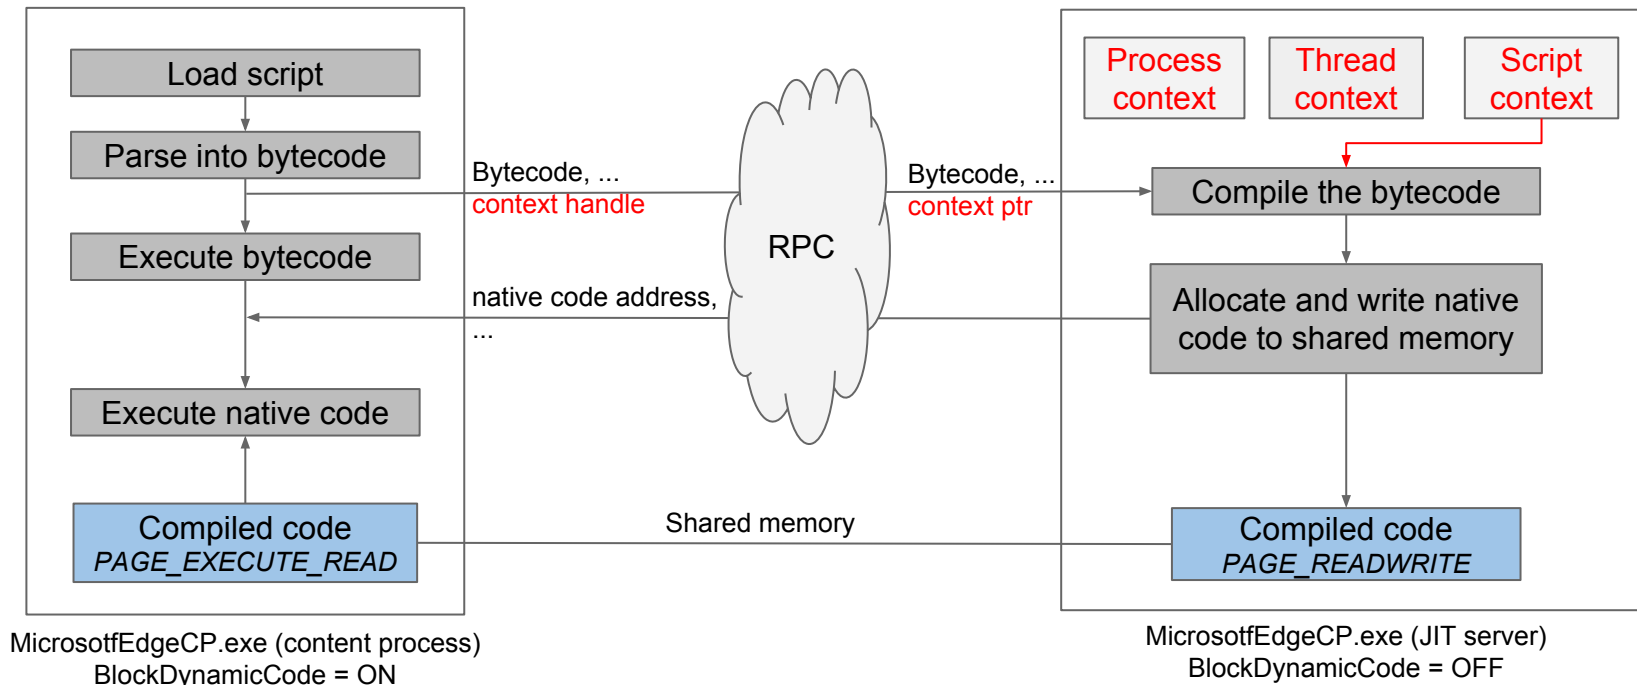 Load script
Parse into bytecode
Bytecode, ...
context handle
Execute bytecode
native code address,
...
Execute native code
Compiled code
PAGE_EXECUTE_READ
MicrosotfEdgeCP.exe (content process)
BlockDynamicCode = ON
RPC
Shared memory
Process
context
Thread
context
Script
context
Bytecode, ...
context ptr
Compile the bytecode
Allocate and write native
code to shared memory
Compiled code
PAGE_READWRITE
MicrosotfEdgeCP.exe (JIT server)
BlockDynamicCode = OFF